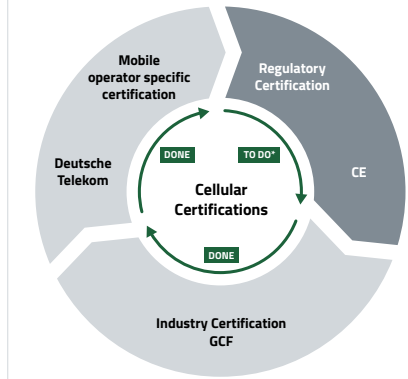 Mobile
operator specific
certification
Regulatory
Certification
DONE
TO DO*
Deutsche
Telekom
CE
Cellular
Certifications
DONE
Industry Certification
GCF